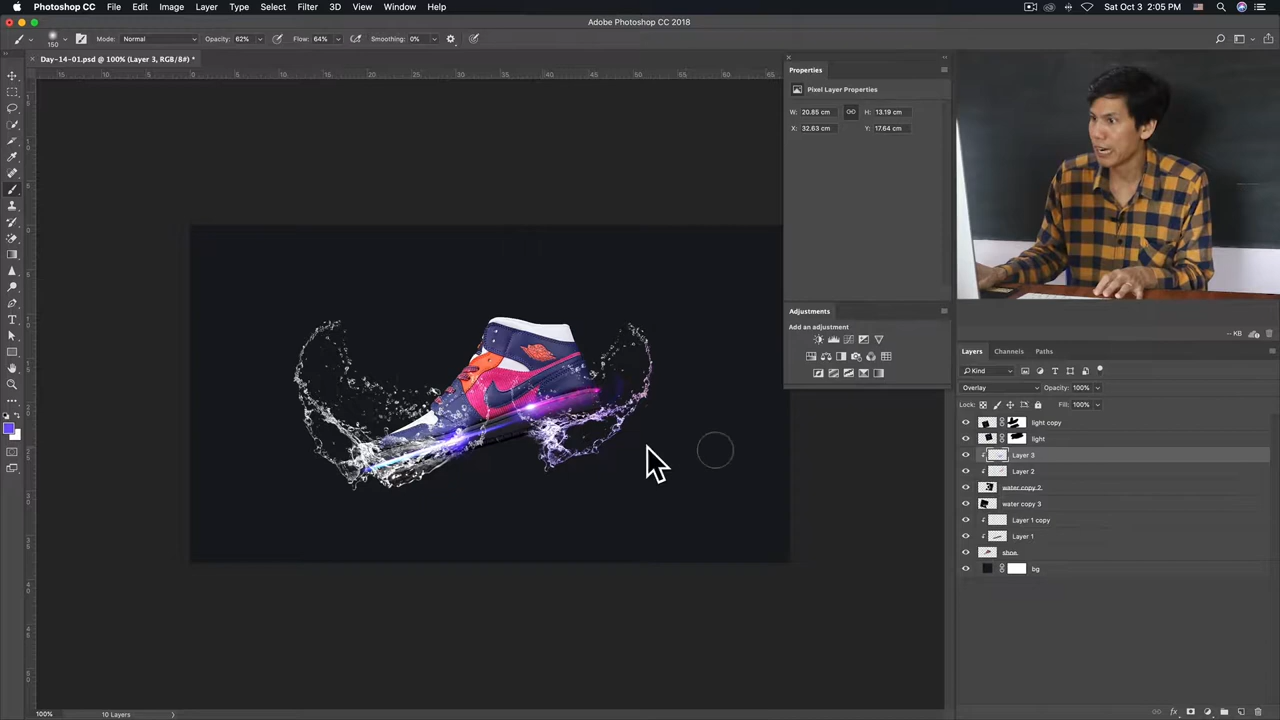 Photoshop CC File Edit Image Layer Type Select Filter 3D View Window Help Sat Oct 3 2:05 PM
Adobe Photoshop CC 2018
150 Mode: Normal Opacity: 62% Flow: 64% Smoothing: 0%
Day-14-01.psd @ 100% (Layer 3, RGB/8#) *
Properties
Pixel Layer Properties
W: 20.85 cm H: 13.19 cm
X: 32.63 cm Y: 17.64 cm
Adjustments
Add an adjustment
-- KB
Layers Channels Paths
Kind
Overlay Opacity: 100%
Lock: Fill: 100%
light copy
light
Layer 3
Layer 2
water copy 2
water copy 3
Layer 1 copy
Layer 1
shoe
bg
100% 10 Layers